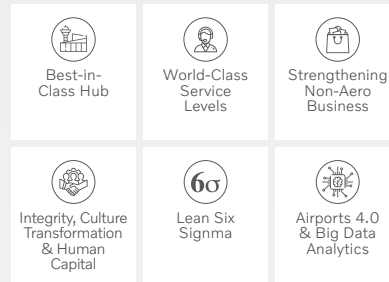 Best-in-
Class Hub
World-Class
Service
Levels
Strengthening
Non-Aero
Business
Integrity, Culture
Transformation
& Human
Capital
6σ
Lean Six
Signma
Airports 4.0
& Big Data
Analytics